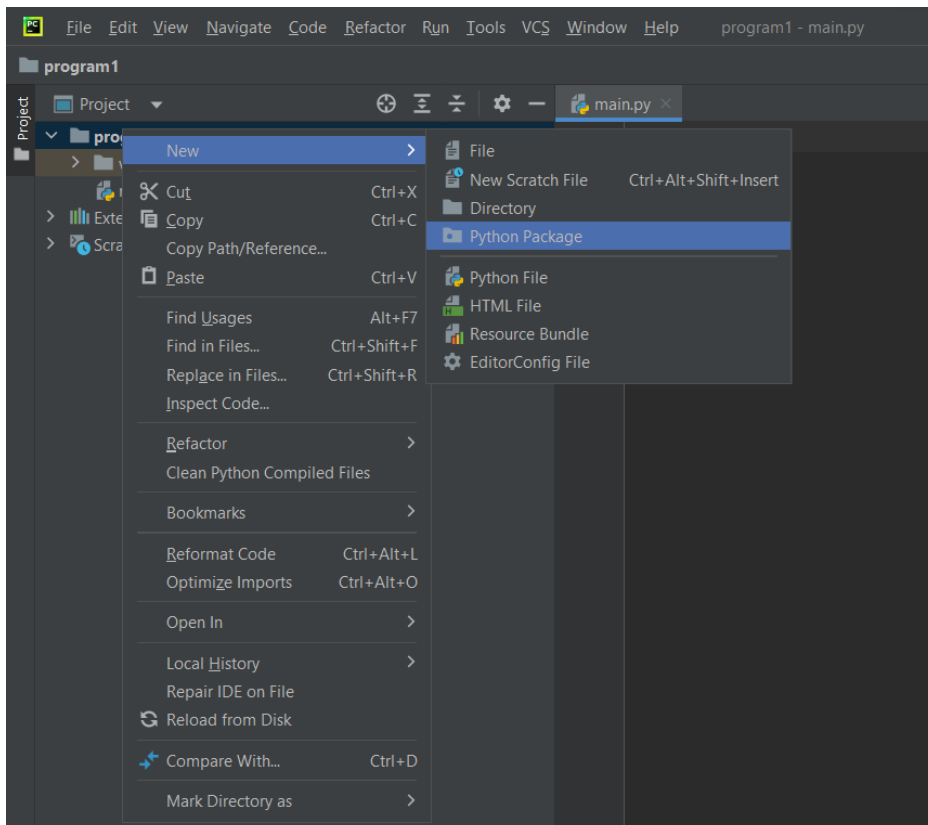 PC File Edit View Navigate Code Refactor Run Tools VCS Window Help program1 - main.py
program1
Project
Project
main.py
New
Cut Ctrl+X
Copy Ctrl+C
Copy Path/Reference...
Paste Ctrl+V
Find Usages Alt+F7
Find in Files... Ctrl+Shift+F
Replace in Files... Ctrl+Shift+R
Inspect Code...
Refactor
Clean Python Compiled Files
Bookmarks
Reformat Code Ctrl+Alt+L
Optimize Imports Ctrl+Alt+O
Open In
Local History
Repair IDE on File
Reload from Disk
Compare With... Ctrl+D
Mark Directory as
File
New Scratch File Ctrl+Alt+Shift+Insert
Directory
Python Package
Python File
HTML File
Resource Bundle
EditorConfig File